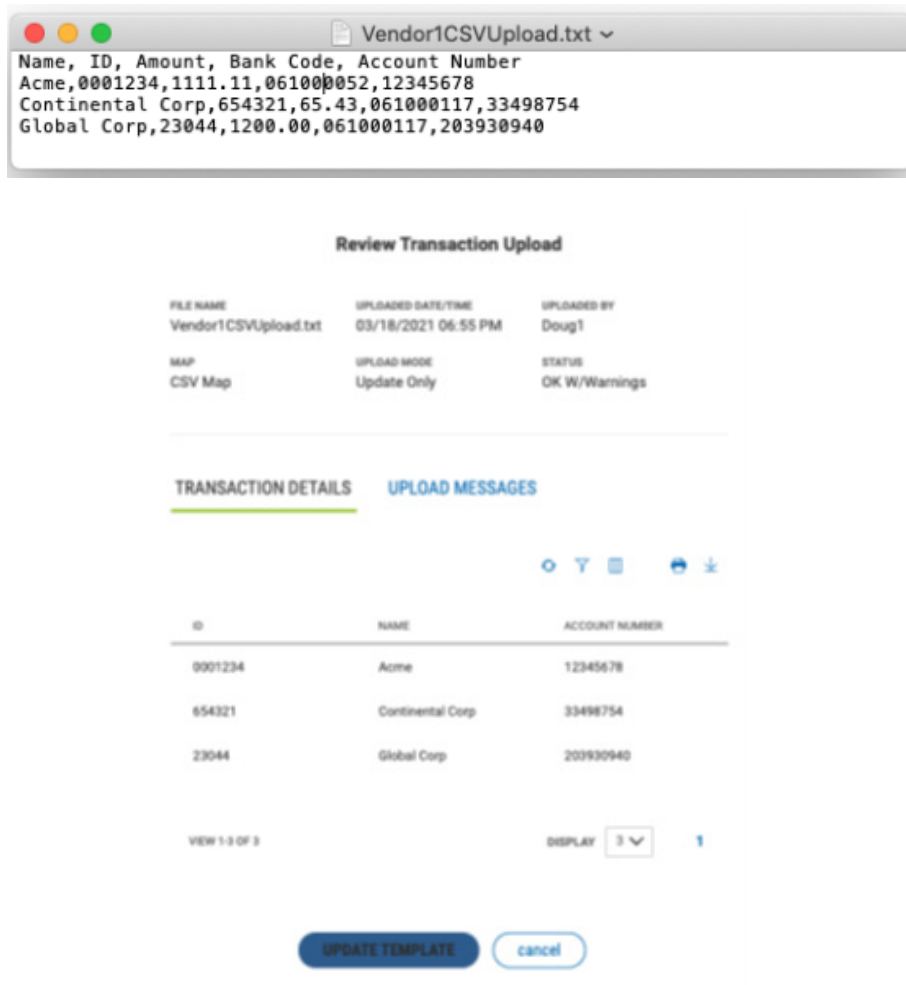 Vendor1CSVUpload.txt
Name, ID, Amount, Bank Code, Account Number
Acme,0001234,1111.11,061000052,12345678
Continental Corp,654321,65.43,061000117,33498754
Global Corp,23044,1200.00,061000117,203930940
Review Transaction Upload
FILE NAME UPLOADED DATE/TIME UPLOADED BY
Vendor1CSVUpload.txt 03/18/2021 06:55 PM Doug1
MAP UPLOAD MODE STATUS
CSV Map Update Only OK W/Warnings
TRANSACTION DETAILS UPLOAD MESSAGES
ID NAME ACCOUNT NUMBER
0001234 Acme 12345678
654321 Continental Corp 33498754
23044 Global Corp 203930940
VIEW 1-3 OF 3 DISPLAY 3 1
UPDATE TEMPLATE cancel